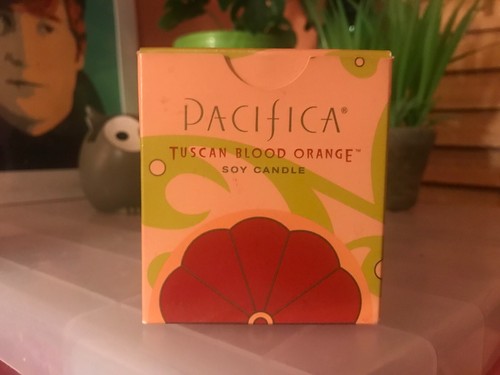 PACIFICA®
TUSCAN BLOOD ORANGE™
SOY CANDLE